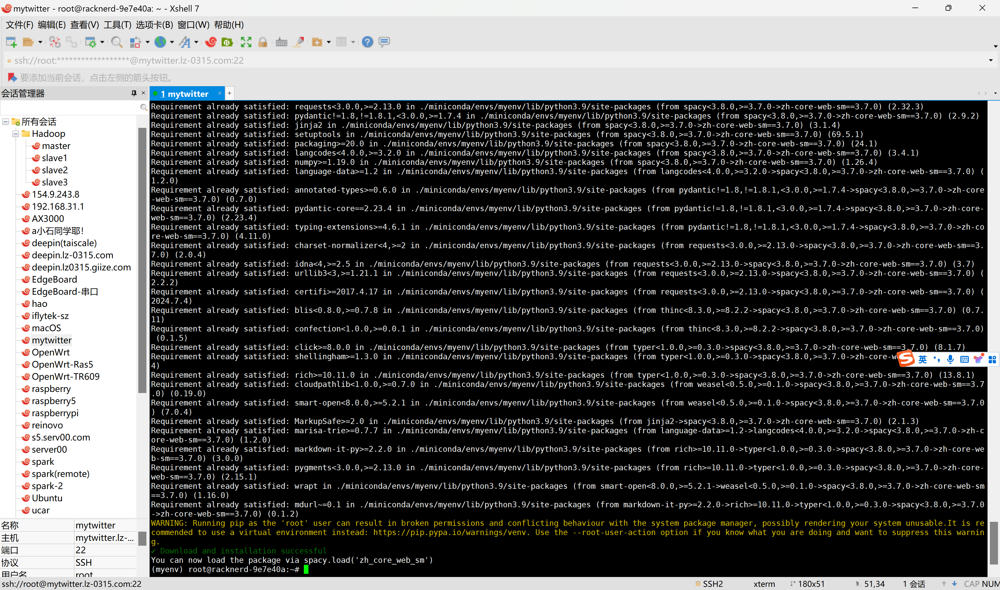 mytwitter - root@racknerd-9e7e40a: ~ - Xshell 7
文件(F) 编辑(E) 查看(V) 工具(T) 选项卡(B) 窗口(W) 帮助(H)
ssh://root:******************@mytwitter.lz-0315.com:22
要添加当前会话，点击左侧的箭头按钮。
会话管理器
1 mytwitter
所有会话
Hadoop
master
slave1
slave2
slave3
154.9.243.8
192.168.31.1
AX3000
a小石同学耶！
deepin(taiscale)
deepin.lz-0315.com
deepin.lz0315.giize.com
EdgeBoard
EdgeBoard-串口
hao
iflytek-sz
macOS
mytwitter
OpenWrt
OpenWrt-Ras5
OpenWrt-TR609
raspberry
raspberry5
raspberrypi
reinovo
s5.serv00.com
server00
spark
spark(remote)
spark-2
Ubuntu
ucar
名称 mytwitter
主机 mytwitter.lz-...
端口 22
协议 SSH
用户名 root
Requirement already satisfied: requests<3.0.0,>=2.13.0 in ./miniconda/envs/myenv/lib/python3.9/site-packages (from spacy<3.8.0,>=3.7.0->zh-core-web-sm==3.7.0) (2.32.3)
Requirement already satisfied: pydantic!=1.8,!=1.8.1,<3.0.0,>=1.7.4 in ./miniconda/envs/myenv/lib/python3.9/site-packages (from spacy<3.8.0,>=3.7.0->zh-core-web-sm==3.7.0) (2.9.2)
Requirement already satisfied: jinja2 in ./miniconda/envs/myenv/lib/python3.9/site-packages (from spacy<3.8.0,>=3.7.0->zh-core-web-sm==3.7.0) (3.1.4)
Requirement already satisfied: setuptools in ./miniconda/envs/myenv/lib/python3.9/site-packages (from spacy<3.8.0,>=3.7.0->zh-core-web-sm==3.7.0) (69.5.1)
Requirement already satisfied: packaging>=20.0 in ./miniconda/envs/myenv/lib/python3.9/site-packages (from spacy<3.8.0,>=3.7.0->zh-core-web-sm==3.7.0) (24.1)
Requirement already satisfied: langcodes<4.0.0,>=3.2.0 in ./miniconda/envs/myenv/lib/python3.9/site-packages (from spacy<3.8.0,>=3.7.0->zh-core-web-sm==3.7.0) (3.4.1)
Requirement already satisfied: numpy>=1.19.0 in ./miniconda/envs/myenv/lib/python3.9/site-packages (from spacy<3.8.0,>=3.7.0->zh-core-web-sm==3.7.0) (1.26.4)
Requirement already satisfied: language-data>=1.2 in ./miniconda/envs/myenv/lib/python3.9/site-packages (from langcodes<4.0.0,>=3.2.0->spacy<3.8.0,>=3.7.0->zh-core-web-sm==3.7.0) (
1.2.0)
Requirement already satisfied: annotated-types>=0.6.0 in ./miniconda/envs/myenv/lib/python3.9/site-packages (from pydantic!=1.8,!=1.8.1,<3.0.0,>=1.7.4->spacy<3.8.0,>=3.7.0->zh-core
-web-sm==3.7.0) (0.7.0)
Requirement already satisfied: pydantic-core==2.23.4 in ./miniconda/envs/myenv/lib/python3.9/site-packages (from pydantic!=1.8,!=1.8.1,<3.0.0,>=1.7.4->spacy<3.8.0,>=3.7.0->zh-core-
web-sm==3.7.0) (2.23.4)
Requirement already satisfied: typing-extensions>=4.6.1 in ./miniconda/envs/myenv/lib/python3.9/site-packages (from pydantic!=1.8,!=1.8.1,<3.0.0,>=1.7.4->spacy<3.8.0,>=3.7.0->zh-co
re-web-sm==3.7.0) (4.11.0)
Requirement already satisfied: charset-normalizer<4,>=2 in ./miniconda/envs/myenv/lib/python3.9/site-packages (from requests<3.0.0,>=2.13.0->spacy<3.8.0,>=3.7.0->zh-core-web-sm==3.
7.0) (2.0.4)
Requirement already satisfied: idna<4,>=2.5 in ./miniconda/envs/myenv/lib/python3.9/site-packages (from requests<3.0.0,>=2.13.0->spacy<3.8.0,>=3.7.0->zh-core-web-sm==3.7.0) (3.7)
Requirement already satisfied: urllib3<3,>=1.21.1 in ./miniconda/envs/myenv/lib/python3.9/site-packages (from requests<3.0.0,>=2.13.0->spacy<3.8.0,>=3.7.0->zh-core-web-sm==3.7.0) (
2.2.2)
Requirement already satisfied: certifi>=2017.4.17 in ./miniconda/envs/myenv/lib/python3.9/site-packages (from requests<3.0.0,>=2.13.0->spacy<3.8.0,>=3.7.0->zh-core-web-sm==3.7.0) (
2024.7.4)
Requirement already satisfied: blis<0.8.0,>=0.7.8 in ./miniconda/envs/myenv/lib/python3.9/site-packages (from thinc<8.3.0,>=8.2.2->spacy<3.8.0,>=3.7.0->zh-core-web-sm==3.7.0) (0.7.
11)
Requirement already satisfied: confection<1.0.0,>=0.0.1 in ./miniconda/envs/myenv/lib/python3.9/site-packages (from thinc<8.3.0,>=8.2.2->spacy<3.8.0,>=3.7.0->zh-core-web-sm==3.7.0)
(0.1.5)
Requirement already satisfied: click>=8.0.0 in ./miniconda/envs/myenv/lib/python3.9/site-packages (from typer<1.0.0,>=0.3.0->spacy<3.8.0,>=3.7.0->zh-core-web-sm==3.7.0) (8.1.7)
Requirement already satisfied: shellingham>=1.3.0 in ./miniconda/envs/myenv/lib/python3.9/site-packages (from typer<1.0.0,>=0.3.0->spacy<3.8.0,>=3.7.0->zh-core-w
英
4)
Requirement already satisfied: rich>=10.11.0 in ./miniconda/envs/myenv/lib/python3.9/site-packages (from typer<1.0.0,>=0.3.0->spacy<3.8.0,>=3.7.0->zh-core-web-sm==3.7.0) (13.8.1)
Requirement already satisfied: cloudpathlib<1.0.0,>=0.7.0 in ./miniconda/envs/myenv/lib/python3.9/site-packages (from weasel<0.5.0,>=0.1.0->spacy<3.8.0,>=3.7.0->zh-core-web-sm==3.7
.0) (0.19.0)
Requirement already satisfied: smart-open<8.0.0,>=5.2.1 in ./miniconda/envs/myenv/lib/python3.9/site-packages (from weasel<0.5.0,>=0.1.0->spacy<3.8.0,>=3.7.0->zh-core-web-sm==3.7.0
) (7.0.4)
Requirement already satisfied: MarkupSafe>=2.0 in ./miniconda/envs/myenv/lib/python3.9/site-packages (from jinja2->spacy<3.8.0,>=3.7.0->zh-core-web-sm==3.7.0) (2.1.3)
Requirement already satisfied: marisa-trie>=0.7.7 in ./miniconda/envs/myenv/lib/python3.9/site-packages (from language-data>=1.2->langcodes<4.0.0,>=3.2.0->spacy<3.8.0,>=3.7.0->zh-c
ore-web-sm==3.7.0) (1.2.0)
Requirement already satisfied: markdown-it-py>=2.2.0 in ./miniconda/envs/myenv/lib/python3.9/site-packages (from rich>=10.11.0->typer<1.0.0,>=0.3.0->spacy<3.8.0,>=3.7.0->zh-core-we
b-sm==3.7.0) (3.0.0)
Requirement already satisfied: pygments<3.0.0,>=2.13.0 in ./miniconda/envs/myenv/lib/python3.9/site-packages (from rich>=10.11.0->typer<1.0.0,>=0.3.0->spacy<3.8.0,>=3.7.0->zh-core-
web-sm==3.7.0) (2.15.1)
Requirement already satisfied: wrapt in ./miniconda/envs/myenv/lib/python3.9/site-packages (from smart-open<8.0.0,>=5.2.1->weasel<0.5.0,>=0.1.0->spacy<3.8.0,>=3.7.0->zh-core-web-sm
==3.7.0) (1.16.0)
Requirement already satisfied: mdurl~=0.1 in ./miniconda/envs/myenv/lib/python3.9/site-packages (from markdown-it-py>=2.2.0->rich>=10.11.0->typer<1.0.0,>=0.3.0->spacy<3.8.0,>=3.7.0
->zh-core-web-sm==3.7.0) (0.1.2)
WARNING: Running pip as the 'root' user can result in broken permissions and conflicting behaviour with the system package manager, possibly rendering your system unusable.It is re
commended to use a virtual environment instead: https://pip.pypa.io/warnings/venv. Use the --root-user-action option if you know what you are doing and want to suppress this warnin
g.
✔ Download and installation successful
You can now load the package via spacy.load('zh_core_web_sm')
(myenv) root@racknerd-9e7e40a:~#
ssh://root@mytwitter.lz-0315.com:22 SSH2 xterm 180x51 51,34 1 会话 CAP NUM